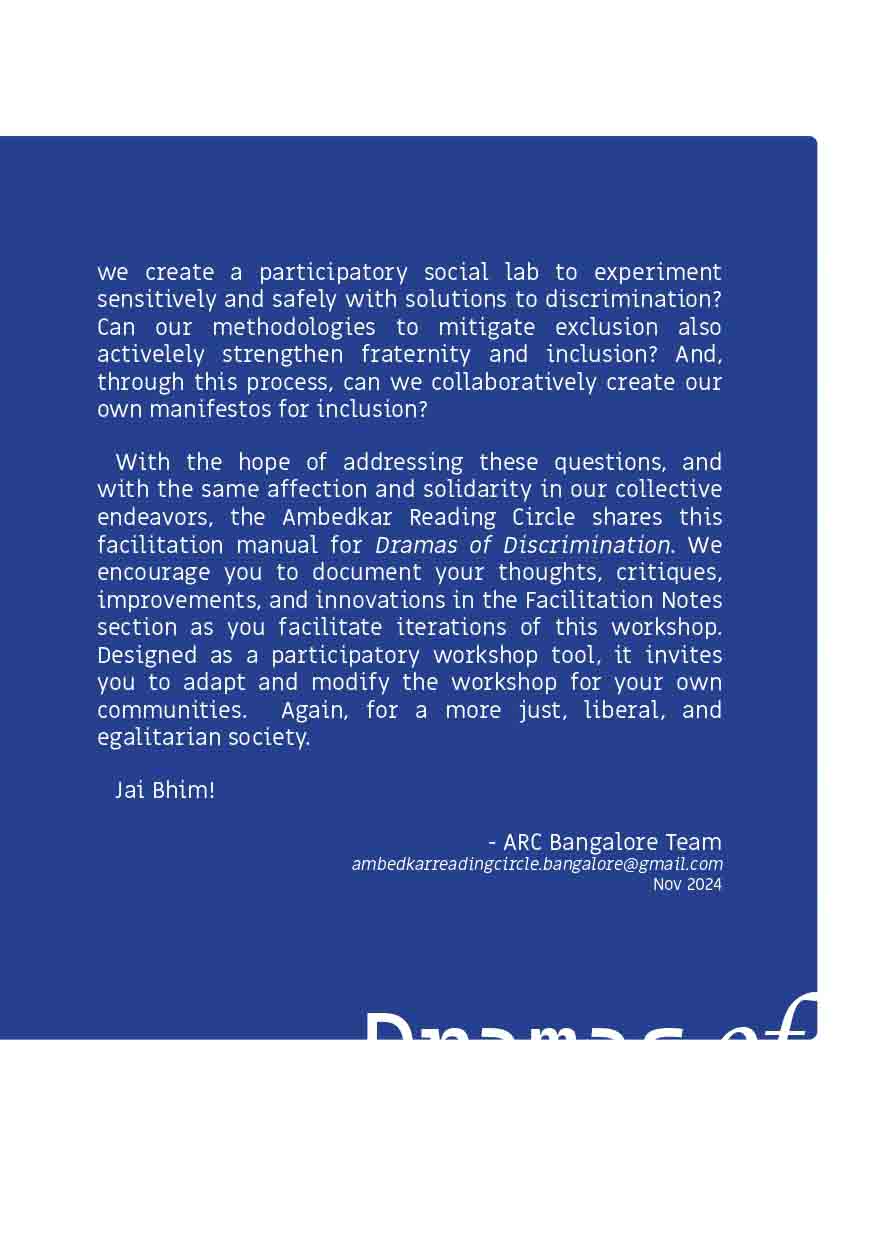 we create a participatory social lab to experiment
sensitively and safely with solutions to discrimination?
Can our methodologies to mitigate exclusion also
activelely strengthen fraternity and inclusion? And,
through this process, can we collaboratively create our
own manifestos for inclusion?
With the hope of addressing these questions, and
with the same affection and solidarity in our collective
endeavors, the Ambedkar Reading Circle shares this
facilitation manual for Dramas of Discrimination. We
encourage you to document your thoughts, critiques,
improvements, and innovations in the Facilitation Notes
section as you facilitate iterations of this workshop.
Designed as a participatory workshop tool, it invites
you to adapt and modify the workshop for your own
communities. Again, for a more just, liberal, and
egalitarian society.
Jai Bhim!
- ARC Bangalore Team
ambedkarreadingcircle.bangalore@gmail.com
Nov 2024
Dramas of